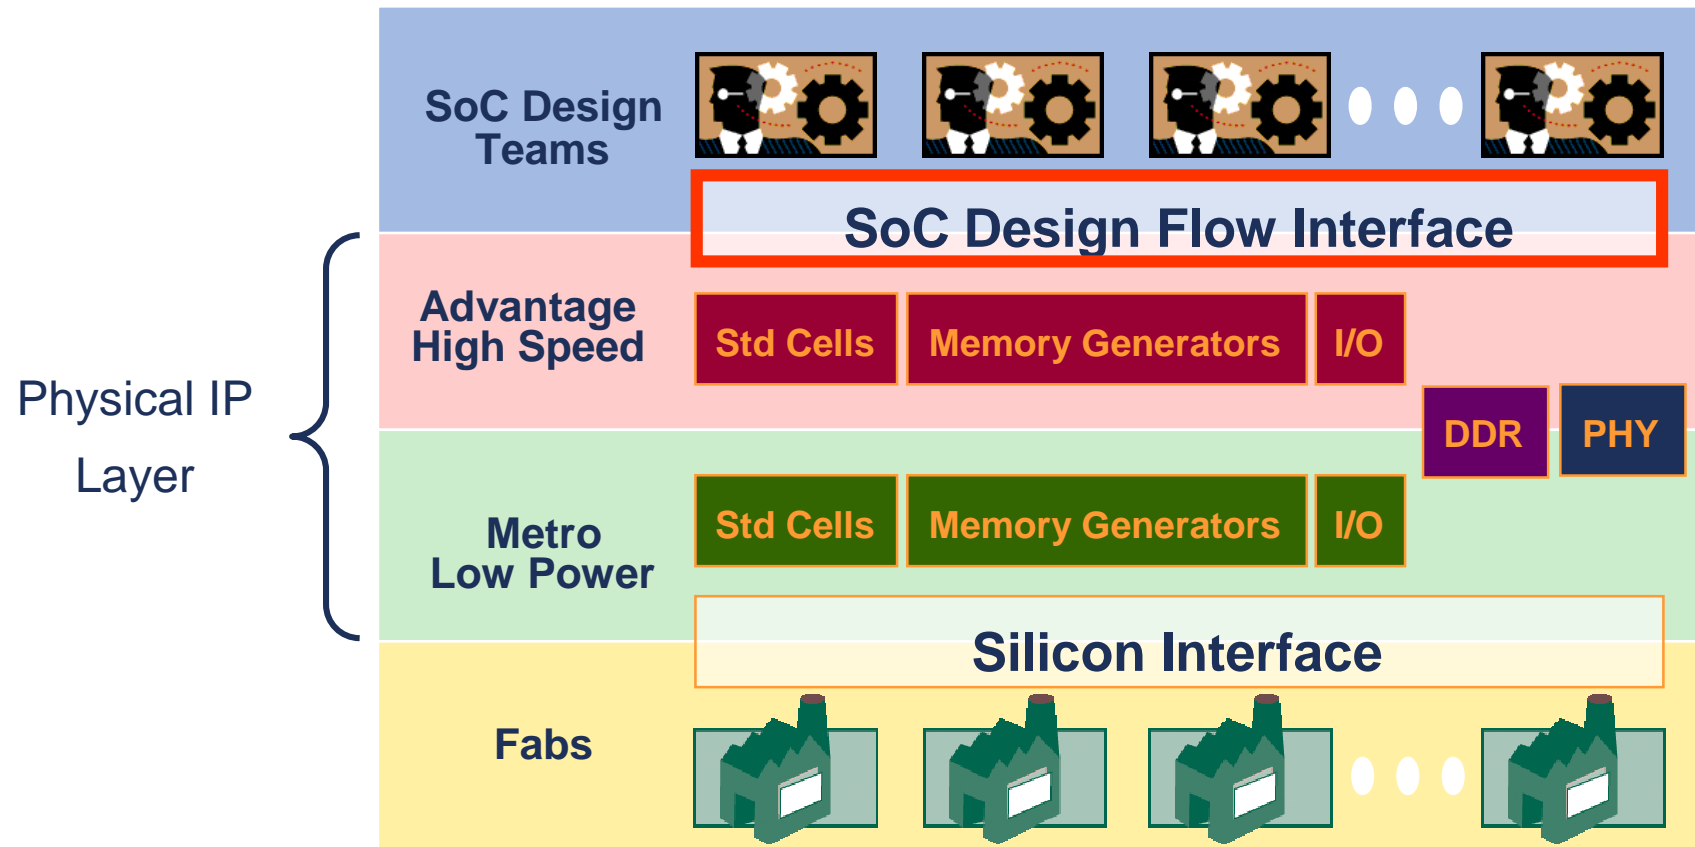 SoC Design
Teams
SoC Design Flow Interface
Physical IP
Layer
Advantage
High Speed
Std Cells
Memory Generators
I/O
DDR
PHY
Metro
Low Power
Std Cells
Memory Generators
I/O
Silicon Interface
Fabs